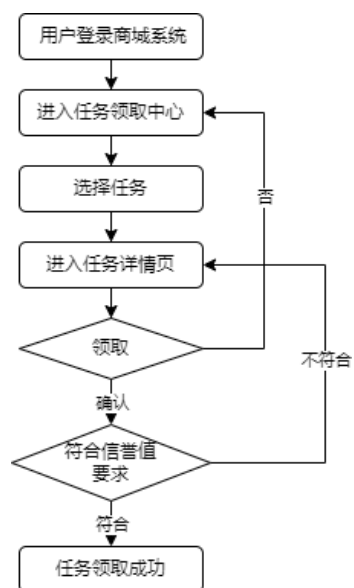 用户登录商城系统
进入任务领取中心
选择任务
否
进入任务详情页
领取
不符合
确认
符合信誉值
要求
符合
任务领取成功